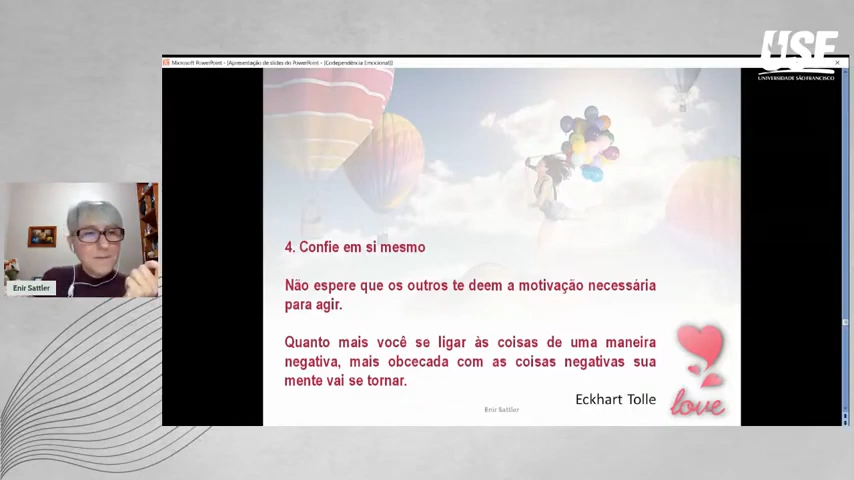 USF
UNIVERSIDADE SÃO FRANCISCO
Microsoft PowerPoint - [Apresentação de slides do PowerPoint - [Codependência Emocional]]
4. Confie em si mesmo
Não espere que os outros te deem a motivação necessária
para agir.
Quanto mais você se ligar às coisas de uma maneira
negativa, mais obcecada com as coisas negativas sua
mente vai se tornar.
Eckhart Tolle
Enir Sattler
love
Enir Sattler